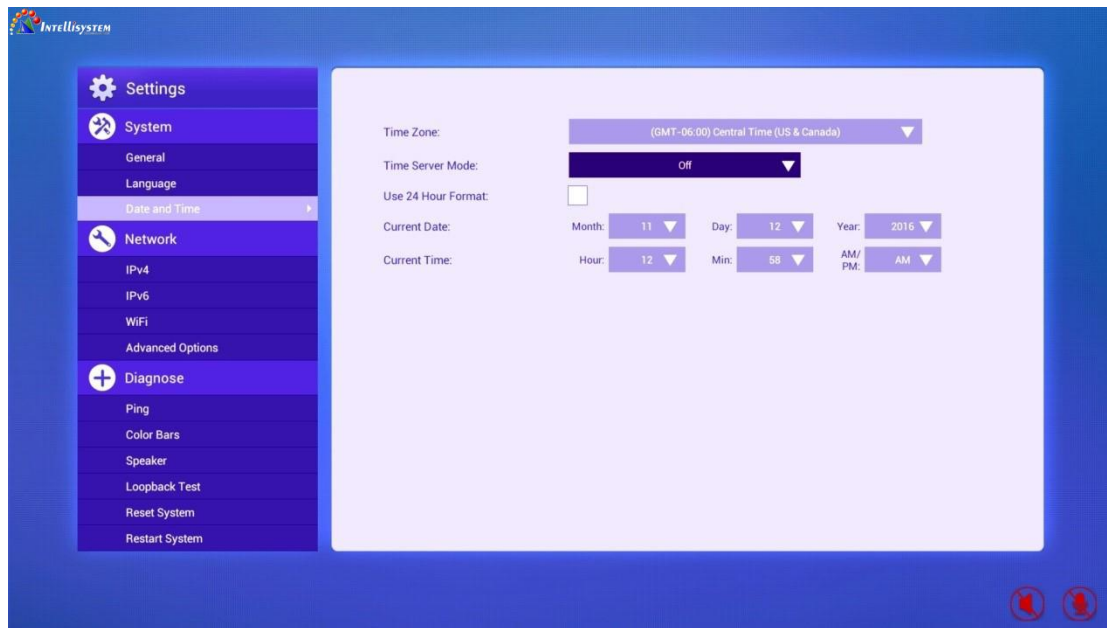 INTELLISYSTEM
Settings
System
General
Language
Date and Time
Network
IPv4
IPv6
WiFi
Advanced Options
Diagnose
Ping
Color Bars
Speaker
Loopback Test
Reset System
Restart System
Time Zone: (GMT-06:00) Central Time (US & Canada)
Time Server Mode: Off
Use 24 Hour Format:
Current Date: Month: 11 Day: 12 Year: 2016
Current Time: Hour: 12 Min: 58 AM/PM: AM